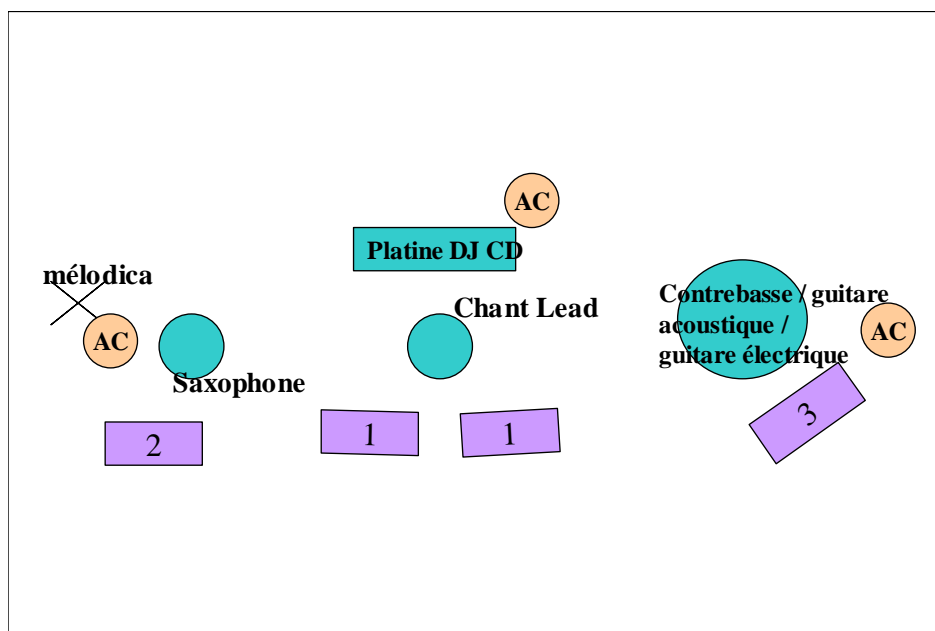 AC
Platine DJ CD
mélodica
Contrebasse / guitare
acoustique /
guitare électrique
Chant Lead
AC
AC
Saxophone
2
1
1
3